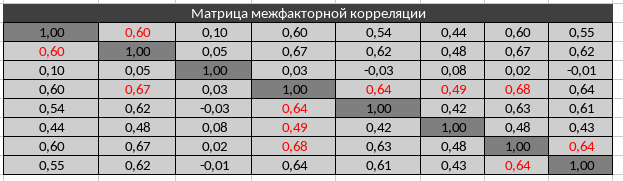 Матрица межфакторной корреляции
1,00 0,60 0,10 0,60 0,54 0,44 0,60 0,55
0,60 1,00 0,05 0,67 0,62 0,48 0,67 0,62
0,10 0,05 1,00 0,03 -0,03 0,08 0,02 -0,01
0,60 0,67 0,03 1,00 0,64 0,49 0,68 0,64
0,54 0,62 -0,03 0,64 1,00 0,42 0,63 0,61
0,44 0,48 0,08 0,49 0,42 1,00 0,48 0,43
0,60 0,67 0,02 0,68 0,63 0,48 1,00 0,64
0,55 0,62 -0,01 0,64 0,61 0,43 0,64 1,00